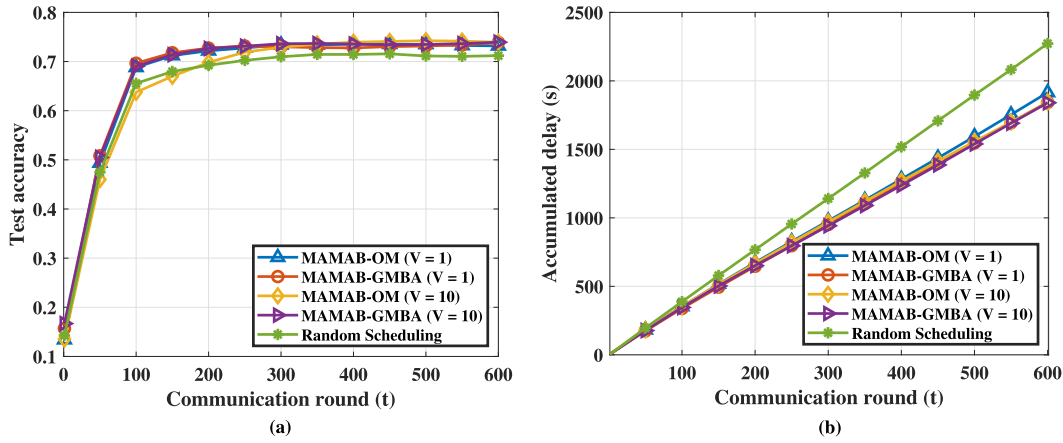 0.8
0.7
0.6
0.5
0.4
0.3
0.2
0.1
Test accuracy
0 100 200 300 400 500 600
Communication round (t)
MAMAB-OM (V = 1)
MAMAB-GMBA (V = 1)
MAMAB-OM (V = 10)
MAMAB-GMBA (V = 10)
Random Scheduling
(a)
2500
2000
1500
1000
500
0
Accumulated delay (s)
100 200 300 400 500 600
Communication round (t)
MAMAB-OM (V = 1)
MAMAB-GMBA (V = 1)
MAMAB-OM (V = 10)
MAMAB-GMBA (V = 10)
Random Scheduling
(b)